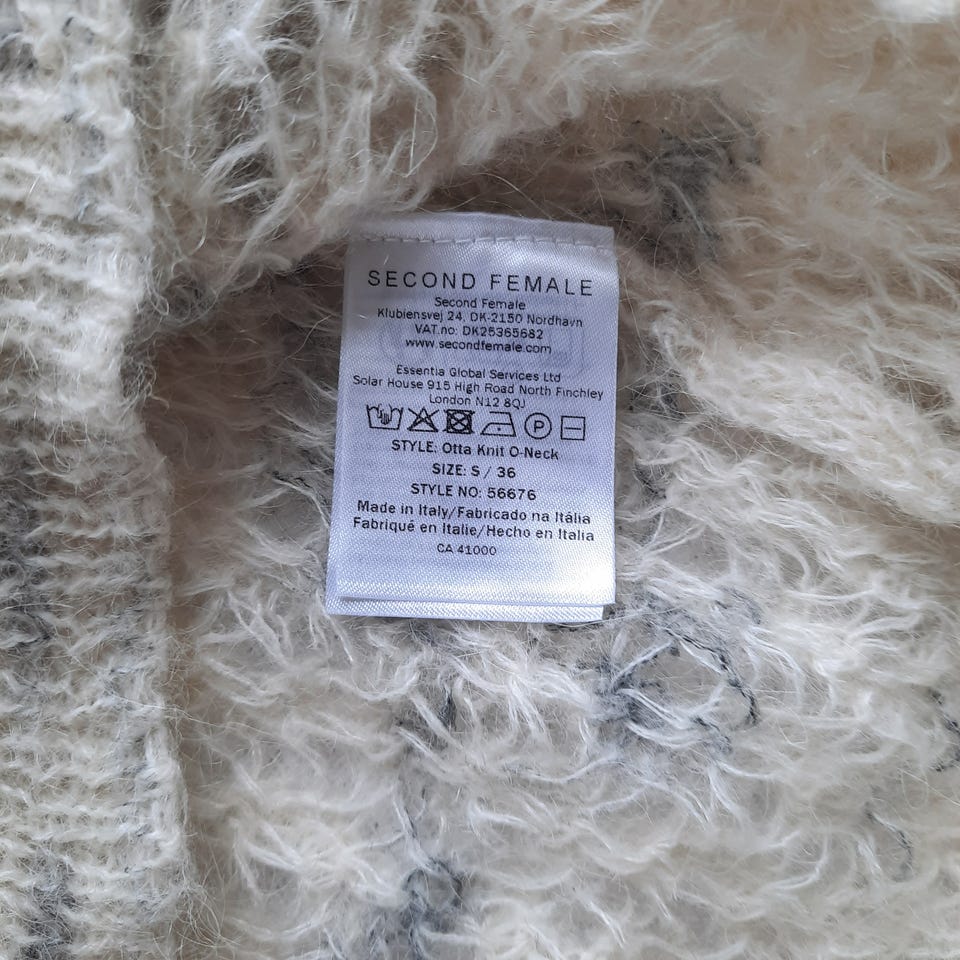 SECOND FEMALE
Second Female
Klubiensvej 24, DK-2150 Nordhavn
VAT.no: DK25365682
www.secondfemale.com
Essentia Global Services Ltd
Solar House 915 High Road North Finchley
London N12 8QJ
P
STYLE: Otta Knit O-Neck
SIZE: S / 36
STYLE NO: 56676
Made in Italy/Fabricado na Itália
Fabriqué en Italie/Hecho en Italia
CA 41000